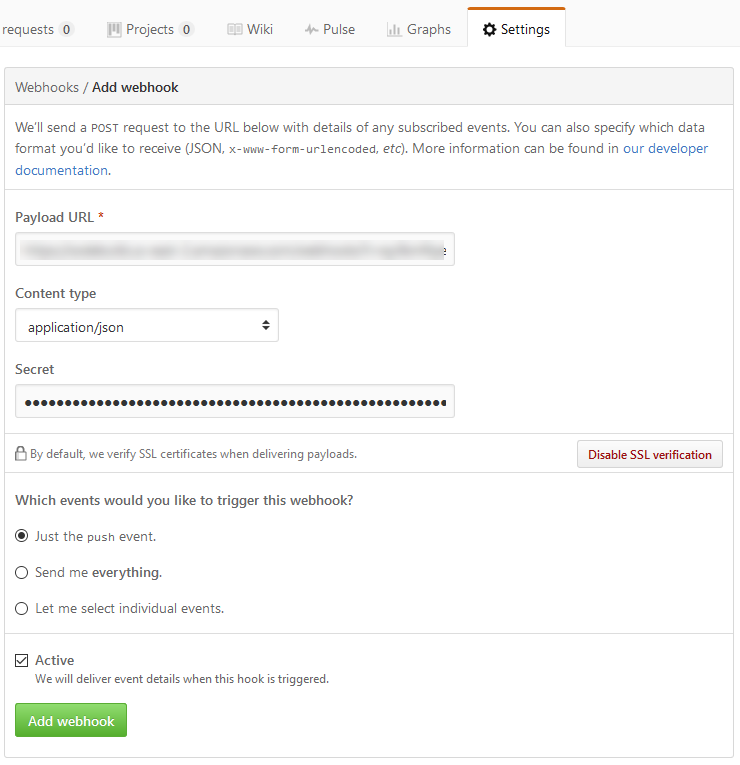 requests 0 Projects 0 Wiki Pulse Graphs Settings
Webhooks / Add webhook
We'll send a POST request to the URL below with details of any subscribed events. You can also specify which data
format you'd like to receive (JSON, x-www-form-urlencoded, etc). More information can be found in our developer
documentation.
Payload URL *
Content type
application/json
Secret
By default, we verify SSL certificates when delivering payloads. Disable SSL verification
Which events would you like to trigger this webhook?
Just the push event.
Send me everything.
Let me select individual events.
Active
We will deliver event details when this hook is triggered.
Add webhook